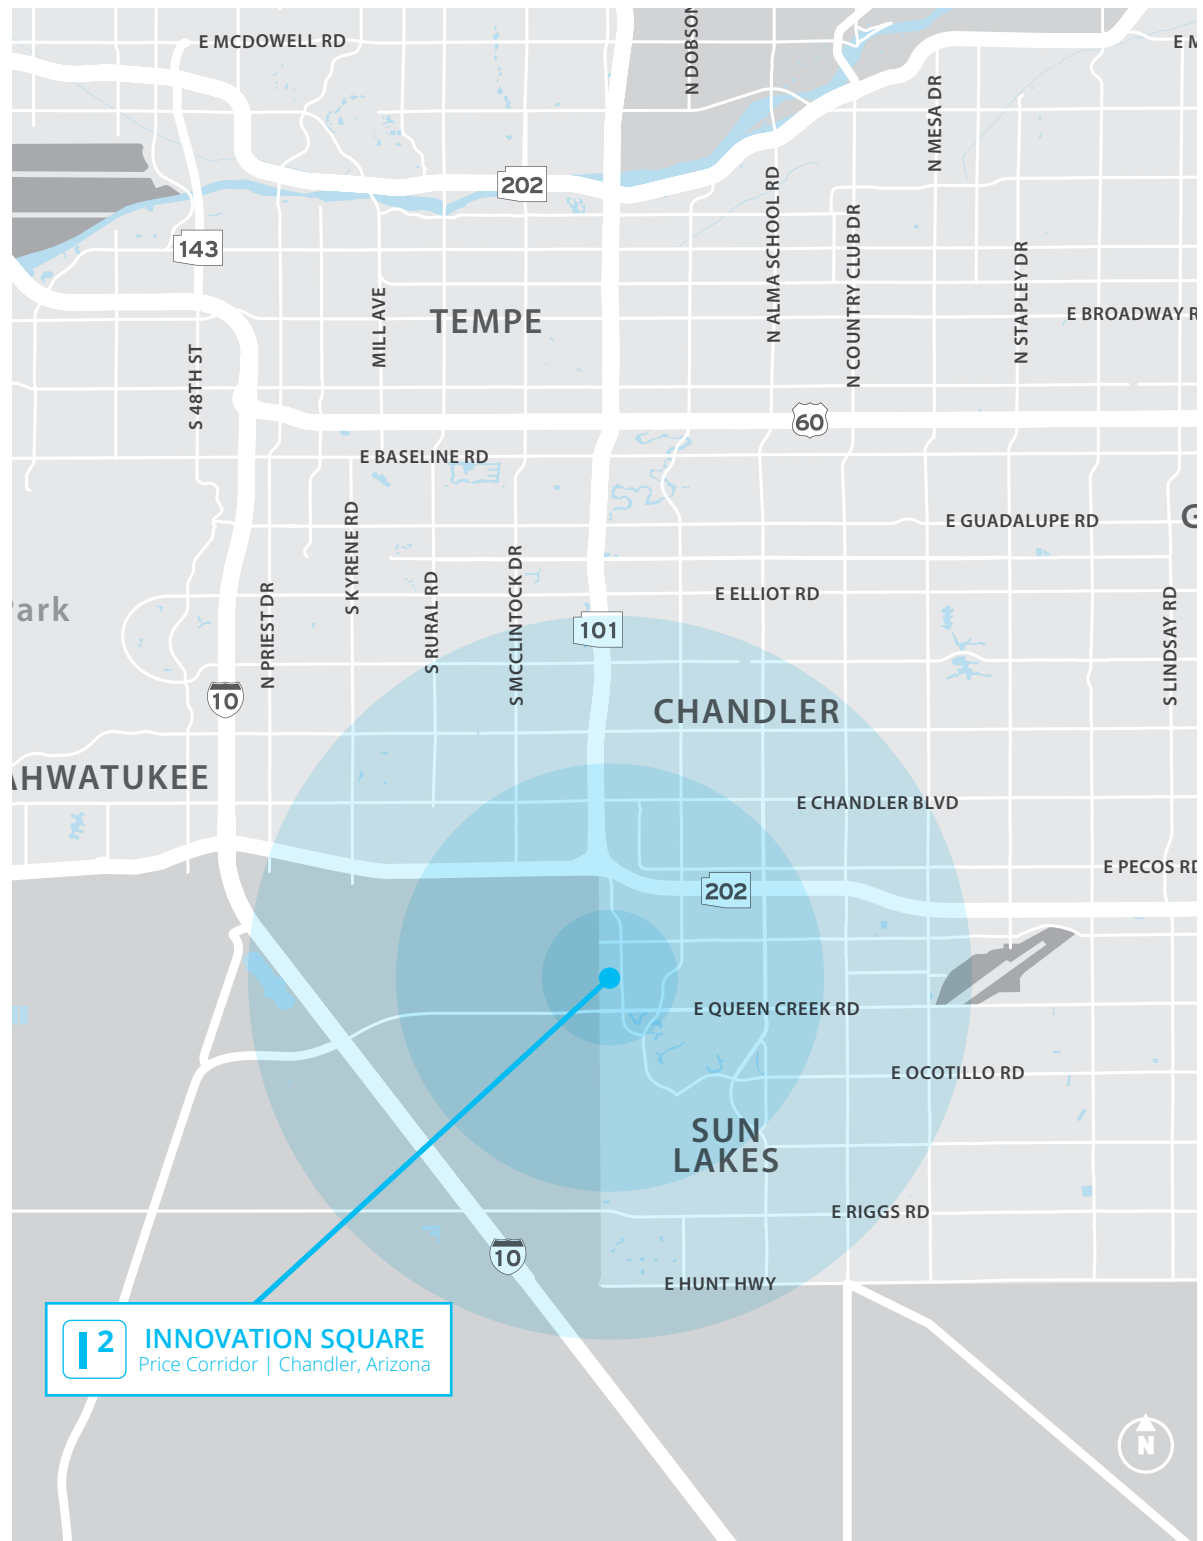 E MCDOWELL RD
N DOBSON
E M
N MESA DR
202
N ALMA SCHOOL RD
N COUNTRY CLUB DR
143
N STAPLEY DR
MILL AVE
TEMPE
E BROADWAY R
S 48TH ST
60
E BASELINE RD
S KYRENE RD
E GUADALUPE RD
G
S MCCLINTOCK DR
S RURAL RD
N PRIEST DR
E ELLIOT RD
ark
S LINDSAY RD
101
10
CHANDLER
AHWATUKEE
E CHANDLER BLVD
E PECOS RD
202
E QUEEN CREEK RD
E OCOTILLO RD
SUN
LAKES
E RIGGS RD
10
E HUNT HWY
I²
INNOVATION SQUARE
Price Corridor | Chandler, Arizona
N